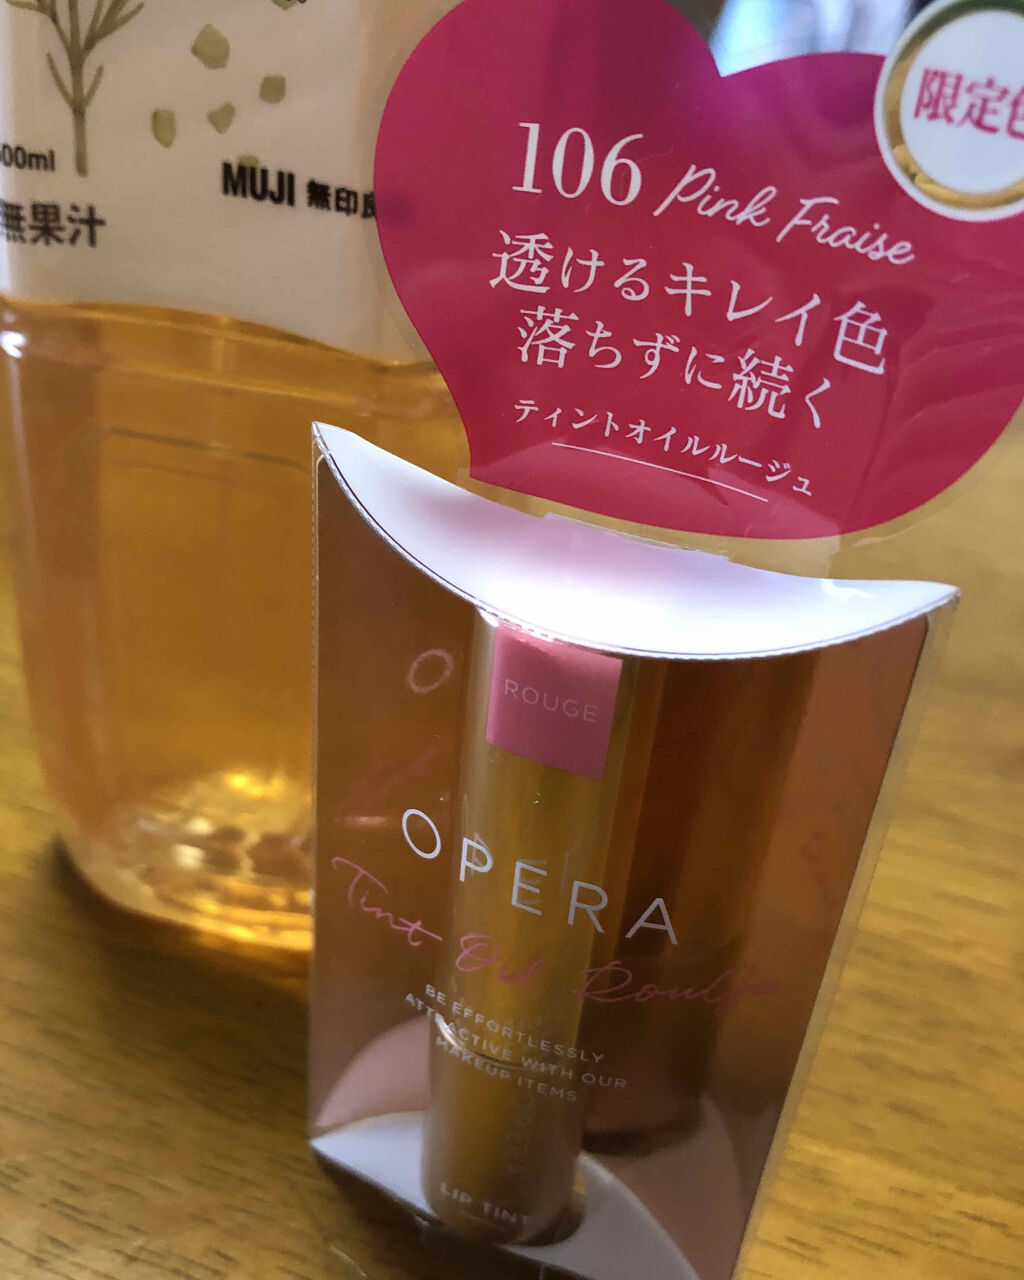 00ml
無果汁
MUJI 無印良
限定色
106 Pink Fraise
透けるキレイ色
落ちずに続く
ティントオイルルージュ
ROUGE
OPERA
Tint Oil Rouge
BE EFFORTLESSLY
ATTRACTIVE WITH OUR
MAKEUP ITEMS
LIP TINT